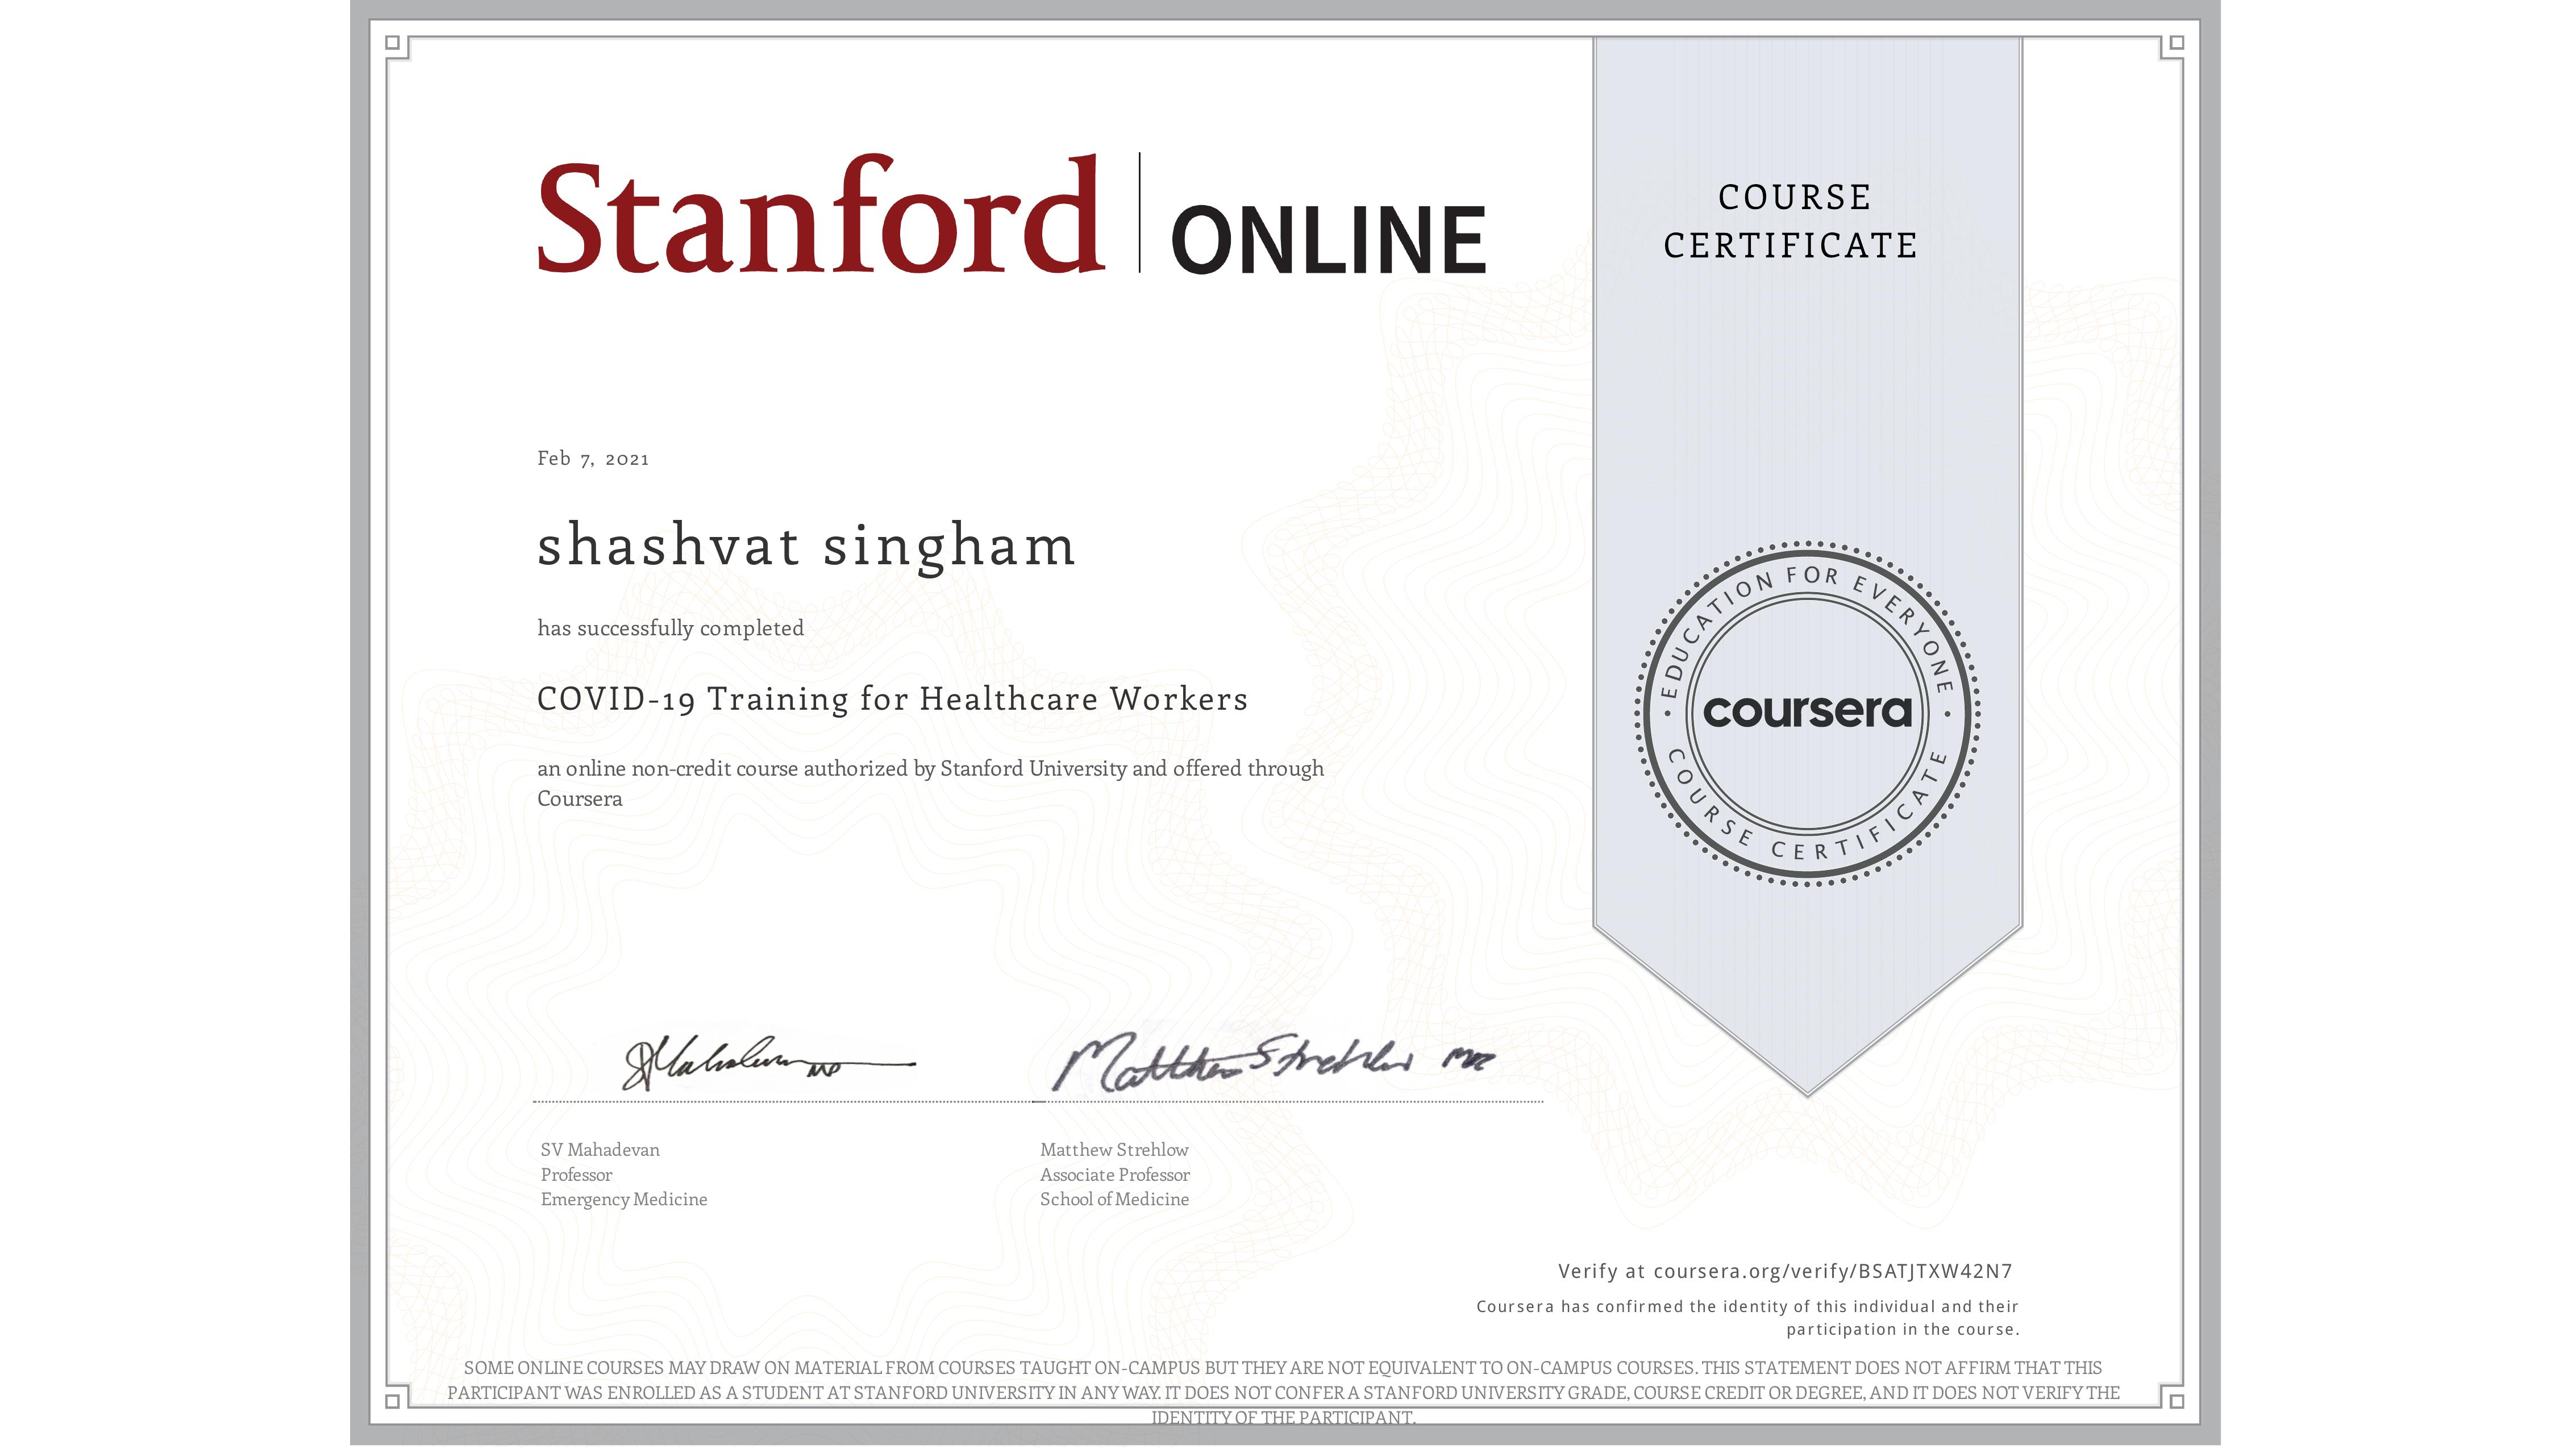 Stanford | ONLINE
COURSE
CERTIFICATE
Feb 7, 2021
shashvat singham
has successfully completed
COVID-19 Training for Healthcare Workers
an online non-credit course authorized by Stanford University and offered through
Coursera
EDUCATION FOR EVERYONE
coursera
COURSE CERTIFICATE
Matthew Strehlow MD
SV Mahadevan
Professor
Emergency Medicine
Matthew Strehlow
Associate Professor
School of Medicine
Verify at coursera.org/verify/BSATJTXW42N7
Coursera has confirmed the identity of this individual and their
participation in the course.
SOME ONLINE COURSES MAY DRAW ON MATERIAL FROM COURSES TAUGHT ON-CAMPUS BUT THEY ARE NOT EQUIVALENT TO ON-CAMPUS COURSES. THIS STATEMENT DOES NOT AFFIRM THAT THIS
PARTICIPANT WAS ENROLLED AS A STUDENT AT STANFORD UNIVERSITY IN ANY WAY. IT DOES NOT CONFER A STANFORD UNIVERSITY GRADE, COURSE CREDIT OR DEGREE, AND IT DOES NOT VERIFY THE
IDENTITY OF THE PARTICIPANT.